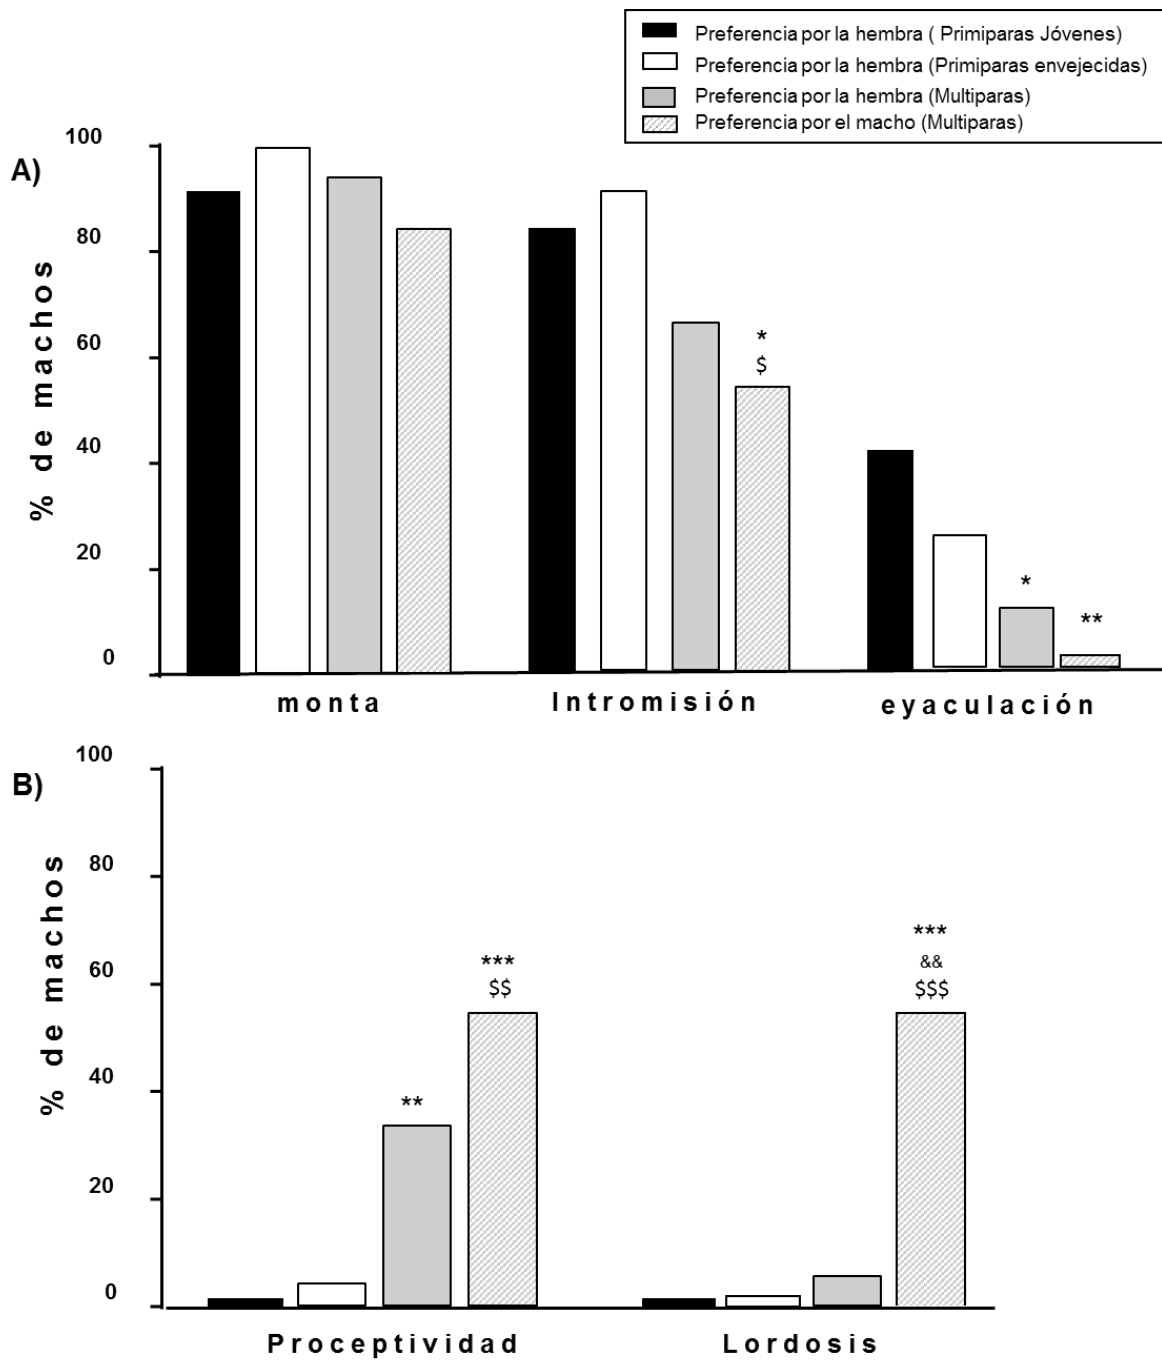 Preferencia por la hembra ( Primiparas Jóvenes)
Preferencia por la hembra (Primiparas envejecidas)
Preferencia por la hembra (Multiparas)
Preferencia por el macho (Multiparas)
A)
% de machos
100
80
60
40
20
0
*
$
*
**
monta
Intromisión
eyaculación
B)
% de machos
100
80
60
40
20
0
**
***
$$
***
&&
$$$
Proceptividad
Lordosis